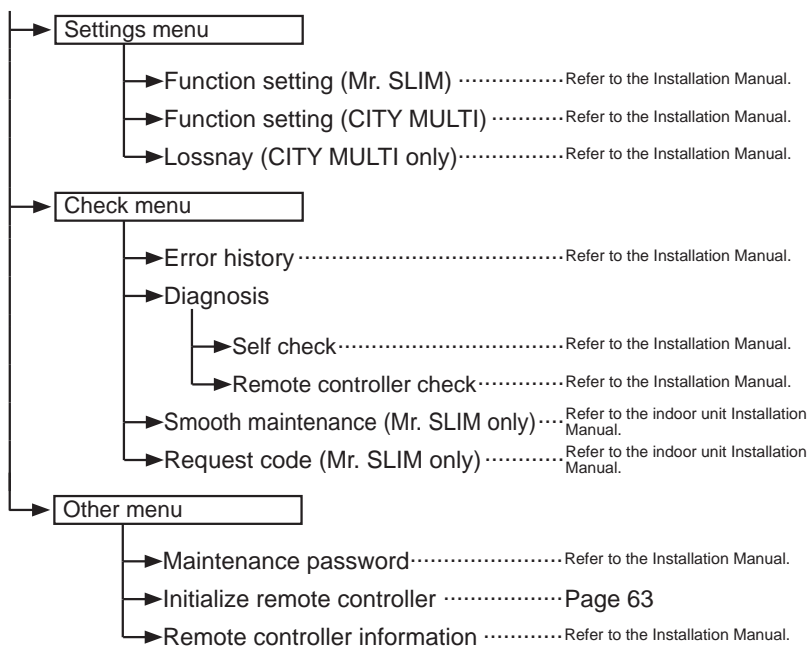 Settings menu
Function setting (Mr. SLIM) Refer to the Installation Manual.
Function setting (CITY MULTI) Refer to the Installation Manual.
Lossnay (CITY MULTI only) Refer to the Installation Manual.
Check menu
Error history Refer to the Installation Manual.
Diagnosis
Self check Refer to the Installation Manual.
Remote controller check Refer to the Installation Manual.
Smooth maintenance (Mr. SLIM only) Refer to the indoor unit Installation
Manual.
Request code (Mr. SLIM only) Refer to the indoor unit Installation
Manual.
Other menu
Maintenance password Refer to the Installation Manual.
Initialize remote controller Page 63
Remote controller information Refer to the Installation Manual.